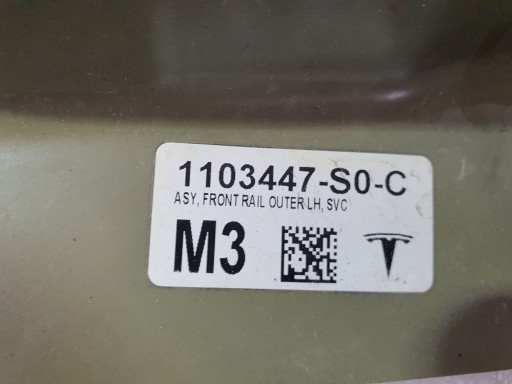 1103447-S0-C
ASY, FRONT RAIL OUTER LH, SVC
M3